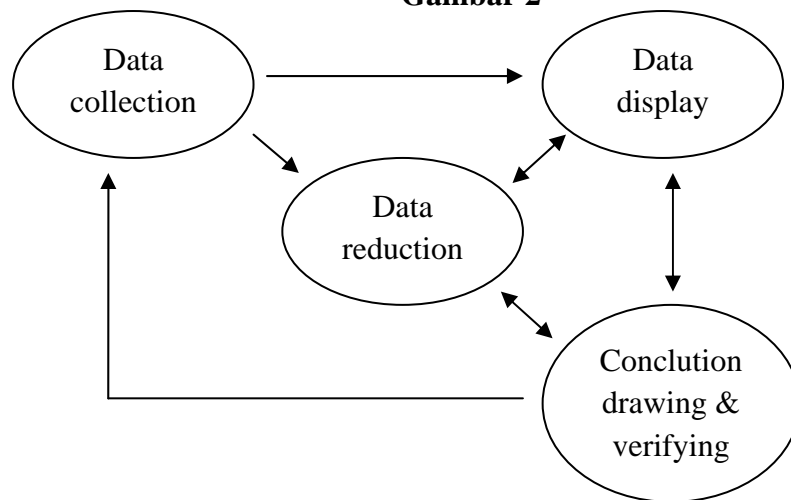 Gambar 2
Data
collection
Data
display
Data
reduction
Conclution
drawing &
verifying